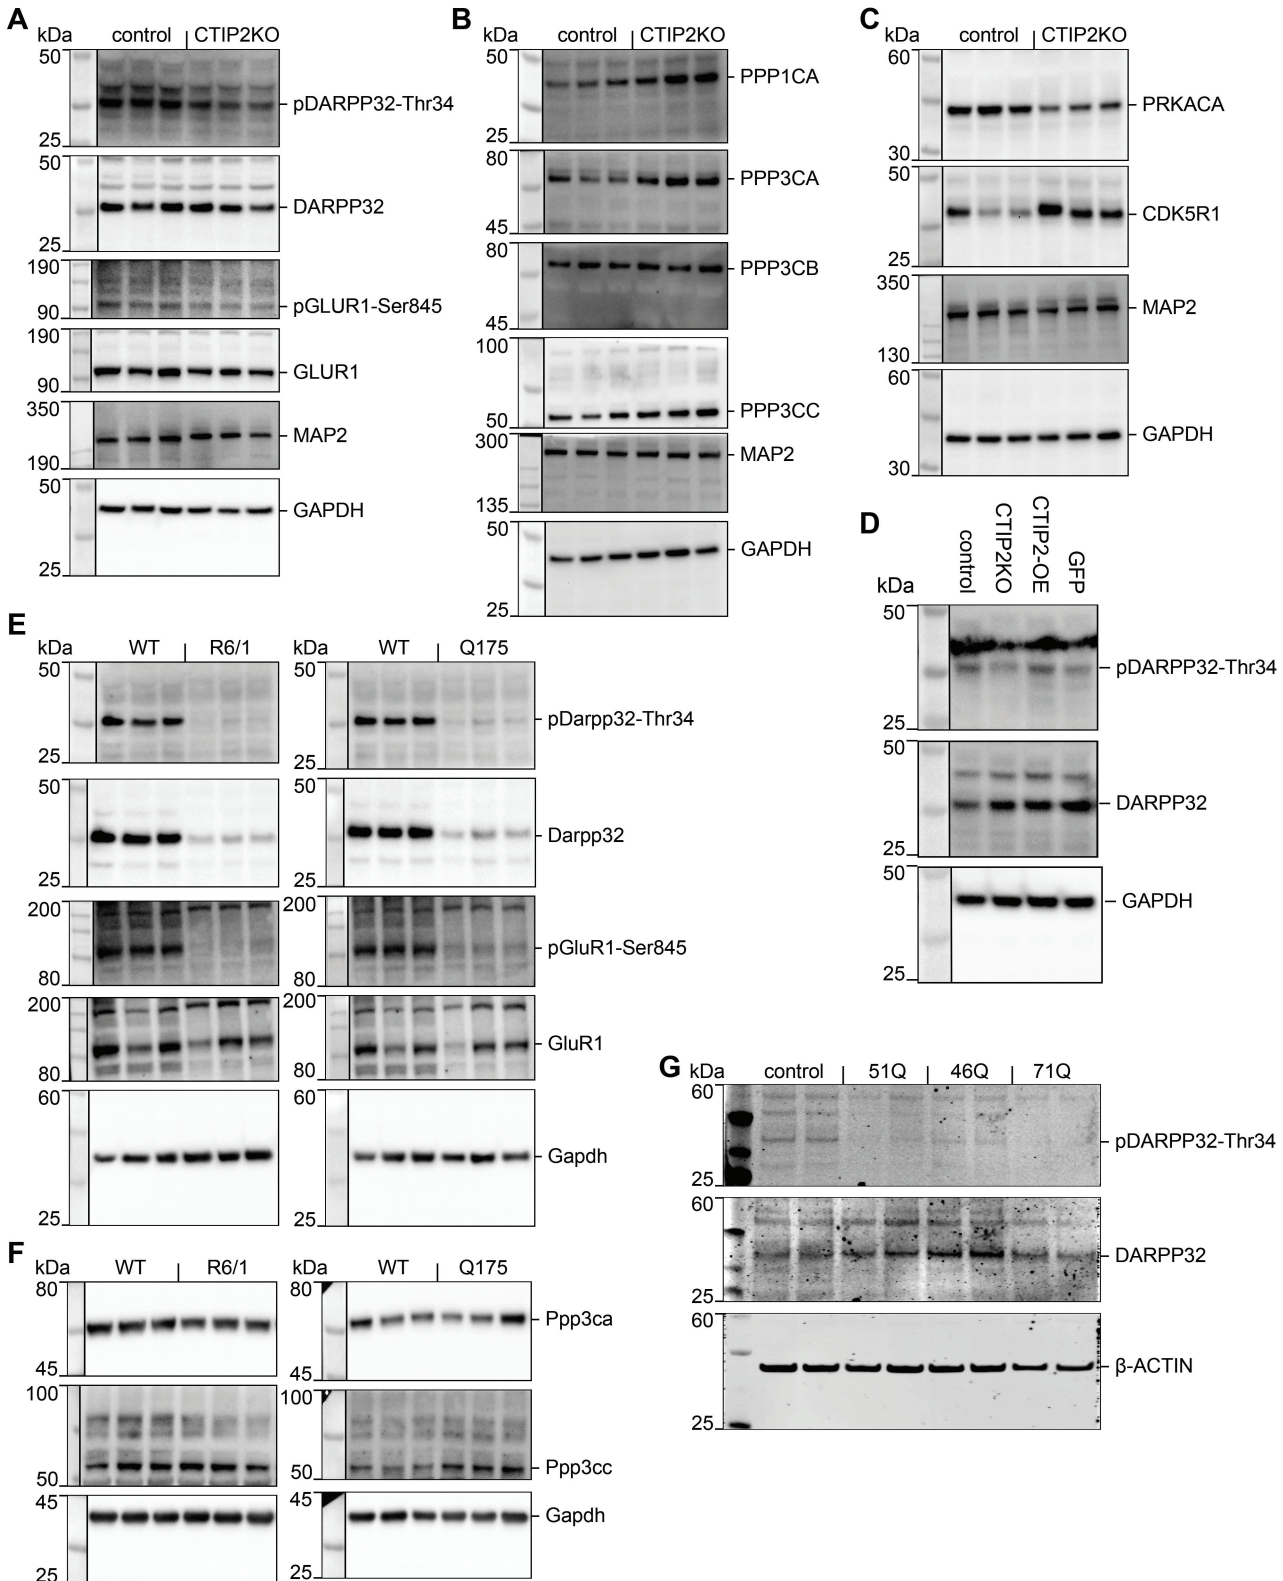 A
kDa control | CTIP2KO
50
pDARPP32-Thr34
25
50
DARPP32
25
190
pGLUR1-Ser845
90
190
GLUR1
90
350
MAP2
190
50
GAPDH
25
B
kDa control | CTIP2KO
50
PPP1CA
25
80
PPP3CA
45
80
PPP3CB
45
100
PPP3CC
50
300
MAP2
135
50
GAPDH
25
C
kDa control | CTIP2KO
60
PRKACA
30
50
CDK5R1
25
350
MAP2
130
60
GAPDH
30
D
kDa control CTIP2KO CTIP2-OE GFP
50
pDARPP32-Thr34
25
50
DARPP32
25
50
GAPDH
25
E
kDa WT | R6/1 kDa WT | Q175
50 50
pDarpp32-Thr34
25 25
50 50
Darpp32
25 25
200 200
pGluR1-Ser845
80 80
200 200
GluR1
80 80
60 60
Gapdh
25 25
F
kDa WT | R6/1 kDa WT | Q175
80 80
Ppp3ca
45 45
100 100
Ppp3cc
50 50
45 45
Gapdh
25 25
G
kDa control | 51Q | 46Q | 71Q
60
pDARPP32-Thr34
25
60
DARPP32
25
60
β-ACTIN
25